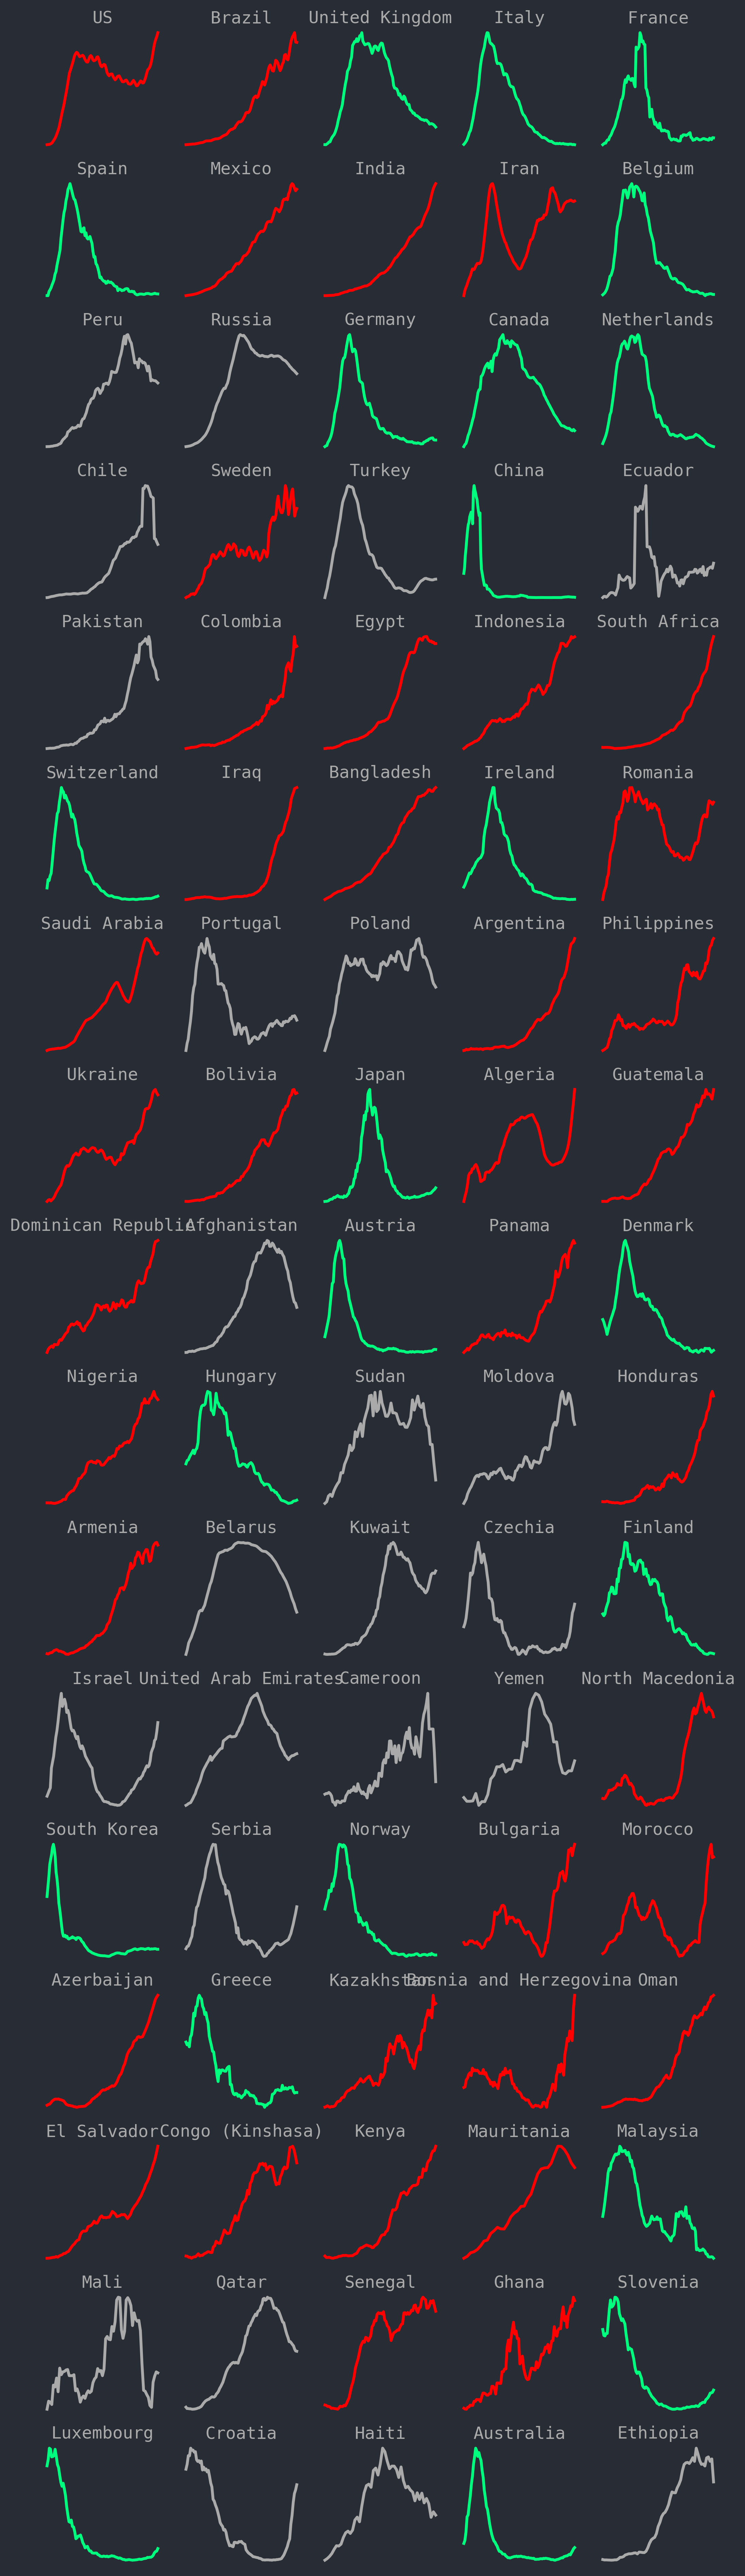 US Brazil United Kingdom Italy France
Spain Mexico India Iran Belgium
Peru Russia Germany Canada Netherlands
Chile Sweden Turkey China Ecuador
Pakistan Colombia Egypt Indonesia South Africa
Switzerland Iraq Bangladesh Ireland Romania
Saudi Arabia Portugal Poland Argentina Philippines
Ukraine Bolivia Japan Algeria Guatemala
Dominican Republic Afghanistan Austria Panama Denmark
Nigeria Hungary Sudan Moldova Honduras
Armenia Belarus Kuwait Czechia Finland
Israel United Arab Emirates Cameroon Yemen North Macedonia
South Korea Serbia Norway Bulgaria Morocco
Azerbaijan Greece Kazakhstan Bosnia and Herzegovina Oman
El Salvador Congo (Kinshasa) Kenya Mauritania Malaysia
Mali Qatar Senegal Ghana Slovenia
Luxembourg Croatia Haiti Australia Ethiopia